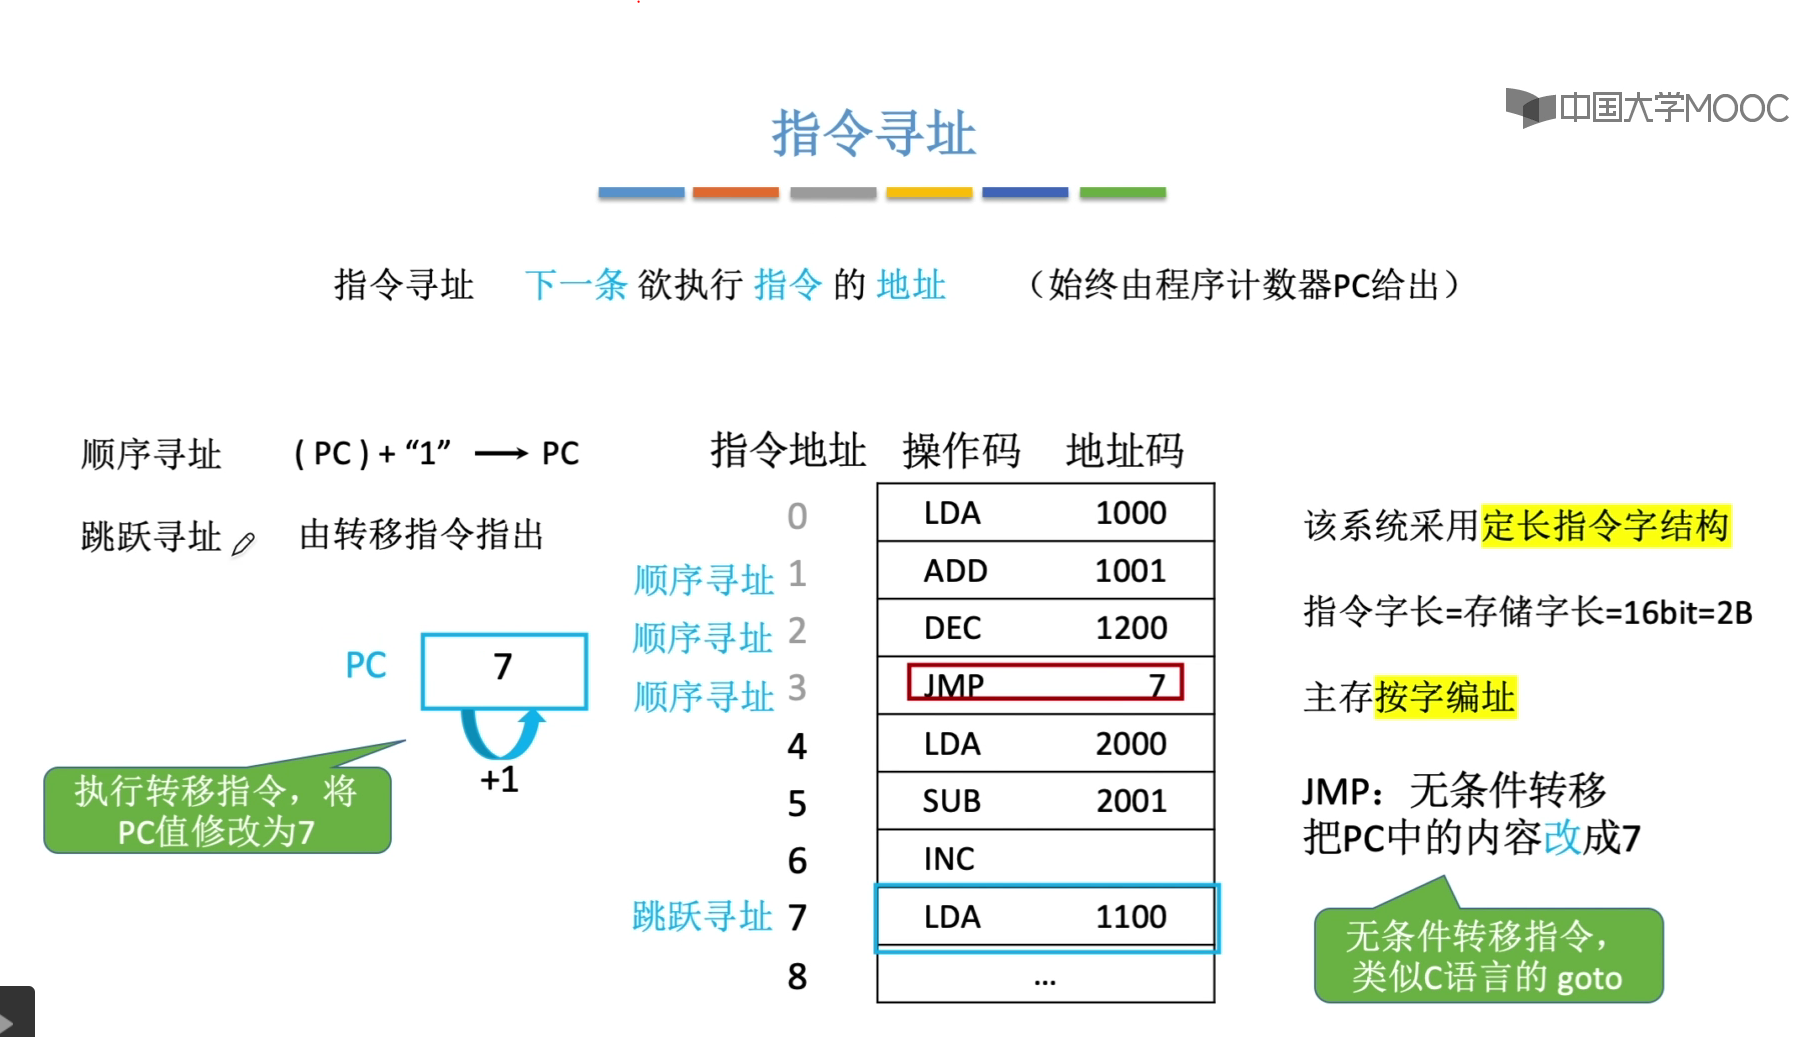 中国大学MOOC
指令寻址
指令寻址 下一条 欲执行 指令 的 地址 （始终由程序计数器PC给出）
顺序寻址 ( PC ) + “1” → PC
跳跃寻址 由转移指令指出
指令地址 操作码 地址码
0 LDA 1000
顺序寻址 1 ADD 1001
顺序寻址 2 DEC 1200
顺序寻址 3 JMP 7
4 LDA 2000
5 SUB 2001
6 INC
跳跃寻址 7 LDA 1100
8 ...
PC 7
+1
执行转移指令，将
PC值修改为7
该系统采用定长指令字结构
指令字长=存储字长=16bit=2B
主存按字编址
JMP：无条件转移
把PC中的内容改成7
无条件转移指令，
类似C语言的 goto